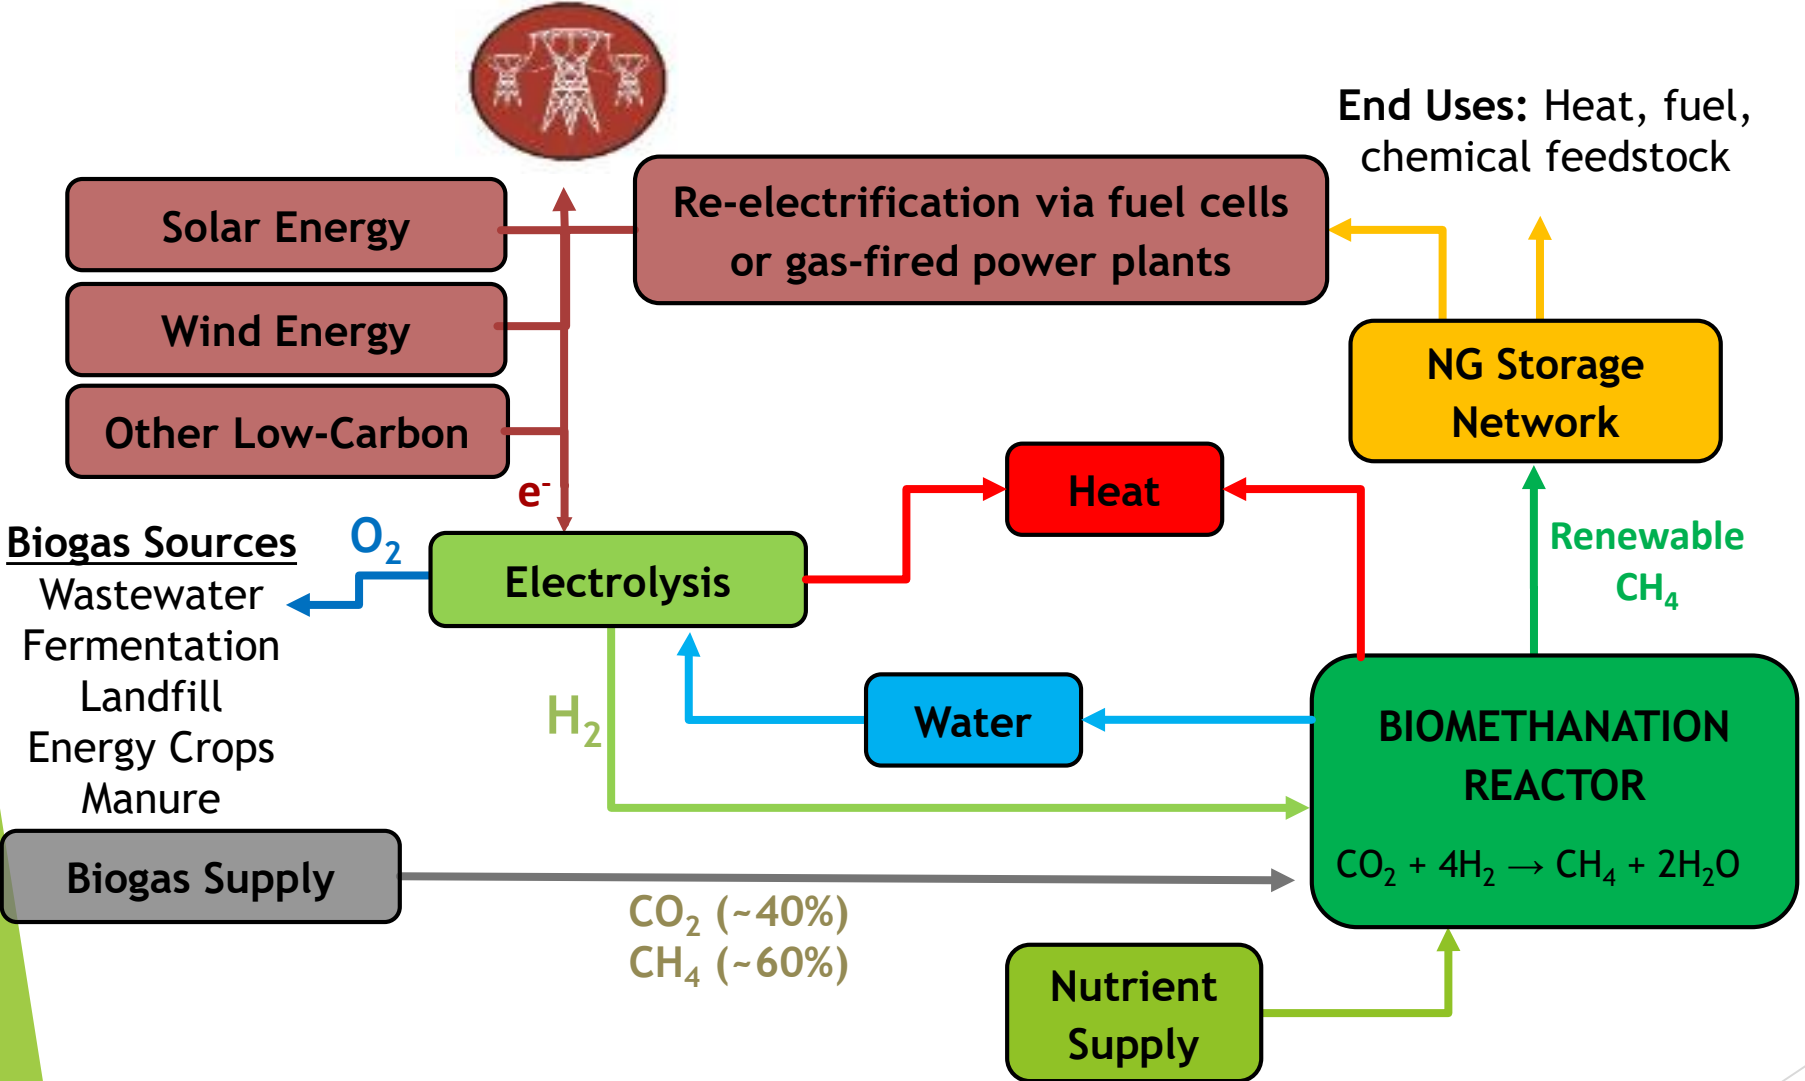 End Uses: Heat, fuel,
chemical feedstock
Solar Energy
Re-electrification via fuel cells
or gas-fired power plants
Wind Energy
Other Low-Carbon
NG Storage
Network
e⁻
Heat
Biogas Sources
O₂
Electrolysis
Renewable
CH₄
Wastewater
Fermentation
Landfill
Energy Crops
Manure
H₂
Water
BIOMETHANATION
REACTOR
CO₂ + 4H₂ → CH₄ + 2H₂O
Biogas Supply
CO₂ (~40%)
CH₄ (~60%)
Nutrient
Supply